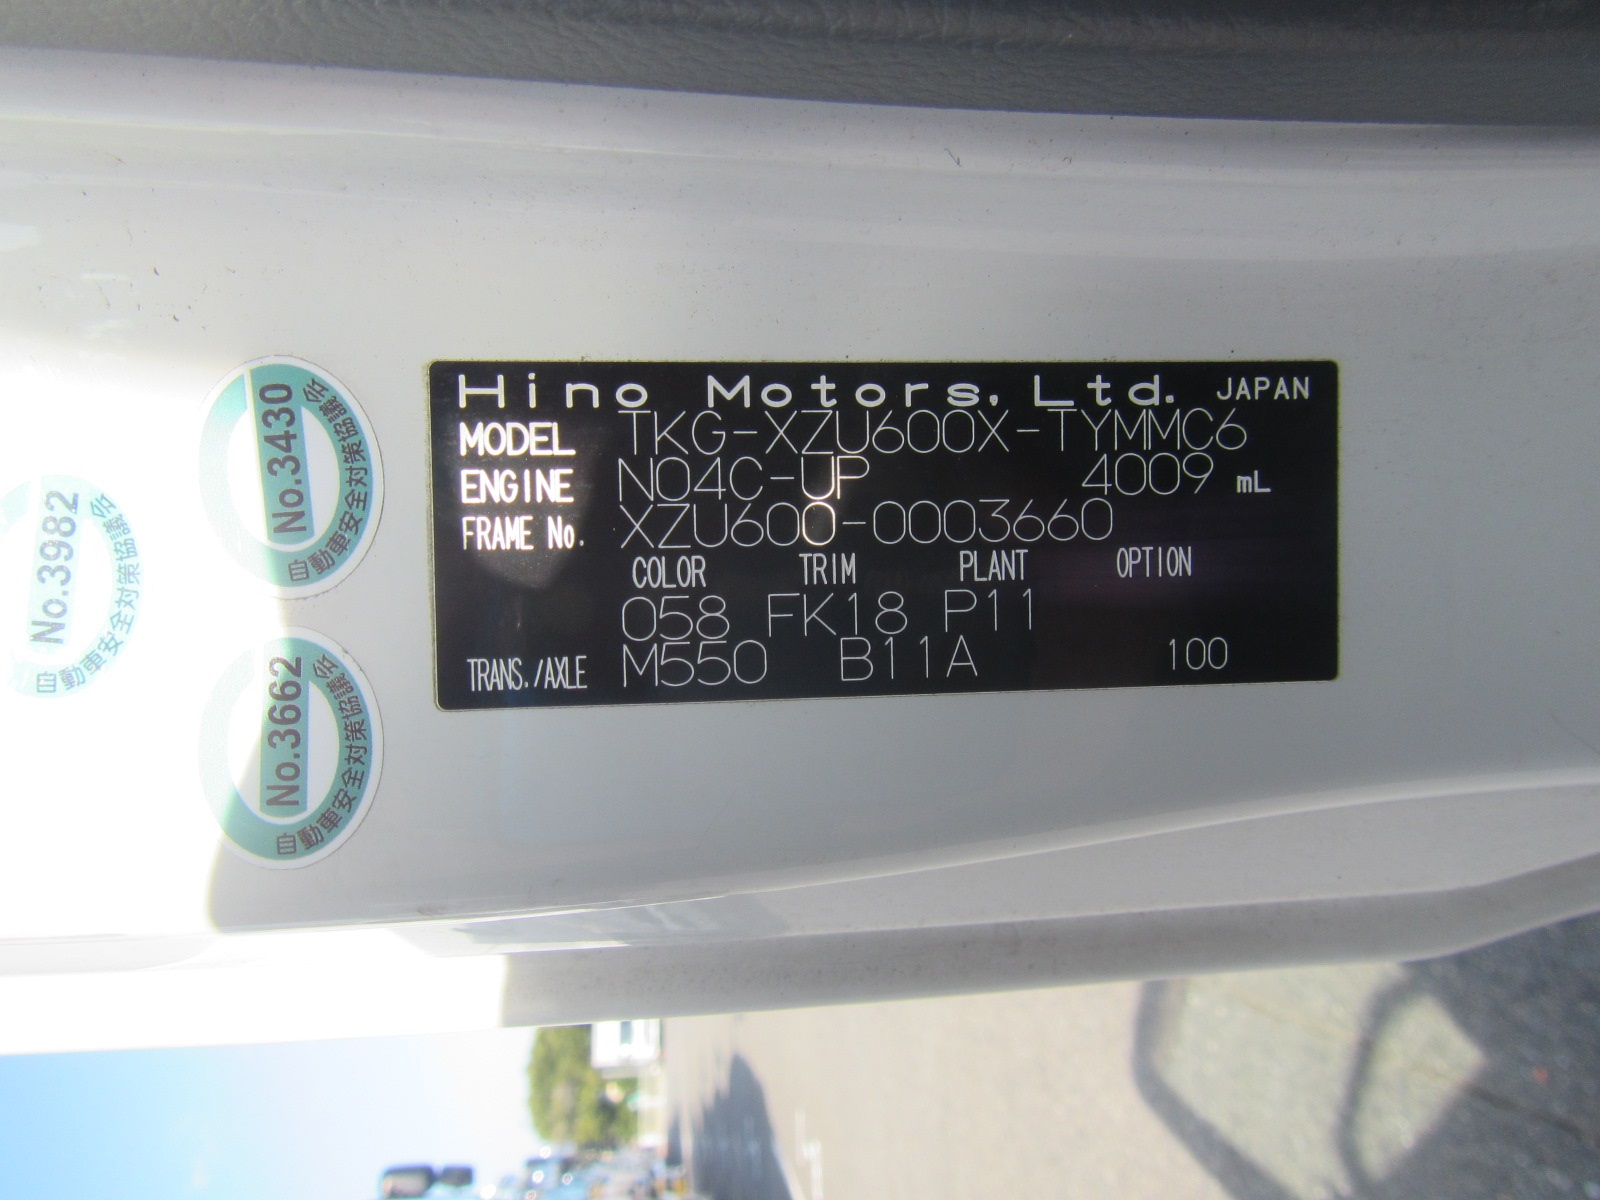 Hino Motors, Ltd. JAPAN
MODEL TKG-XZU600X-TYMMC6
ENGINE N04C-UP 4009 mL
FRAME No. XZU600-0003660
COLOR TRIM PLANT OPTION
058 FK18 P11
TRANS./AXLE M550 B11A 100
No.3430
自動車安全対策協議会
No.3982
自動車安全対策協議会
No.3662
自動車安全対策協議会